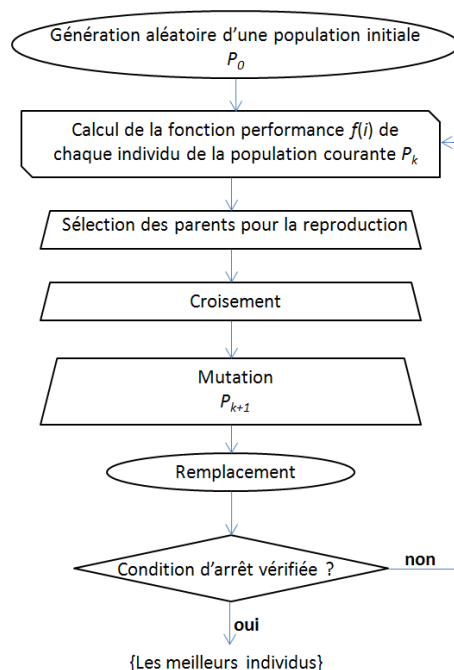 Génération aléatoire d'une population initiale
P0
Calcul de la fonction performance f(i) de
chaque individu de la population courante Pk
Sélection des parents pour la reproduction
Croisement
Mutation
Pk+1
Remplacement
Condition d'arrêt vérifiée ?
non
oui
{Les meilleurs individus}